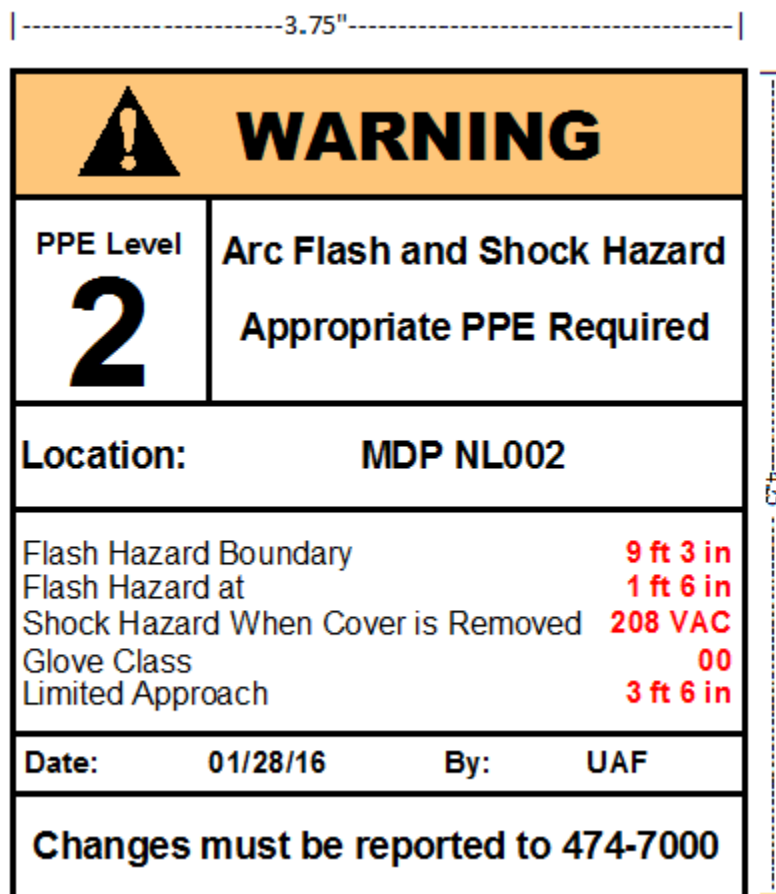 3.75"
WARNING
PPE Level
2
Arc Flash and Shock Hazard
Appropriate PPE Required
Location: MDP NL002
Flash Hazard Boundary 9 ft 3 in
Flash Hazard at 1 ft 6 in
Shock Hazard When Cover is Removed 208 VAC
Glove Class 00
Limited Approach 3 ft 6 in
Date: 01/28/16 By: UAF
Changes must be reported to 474-7000